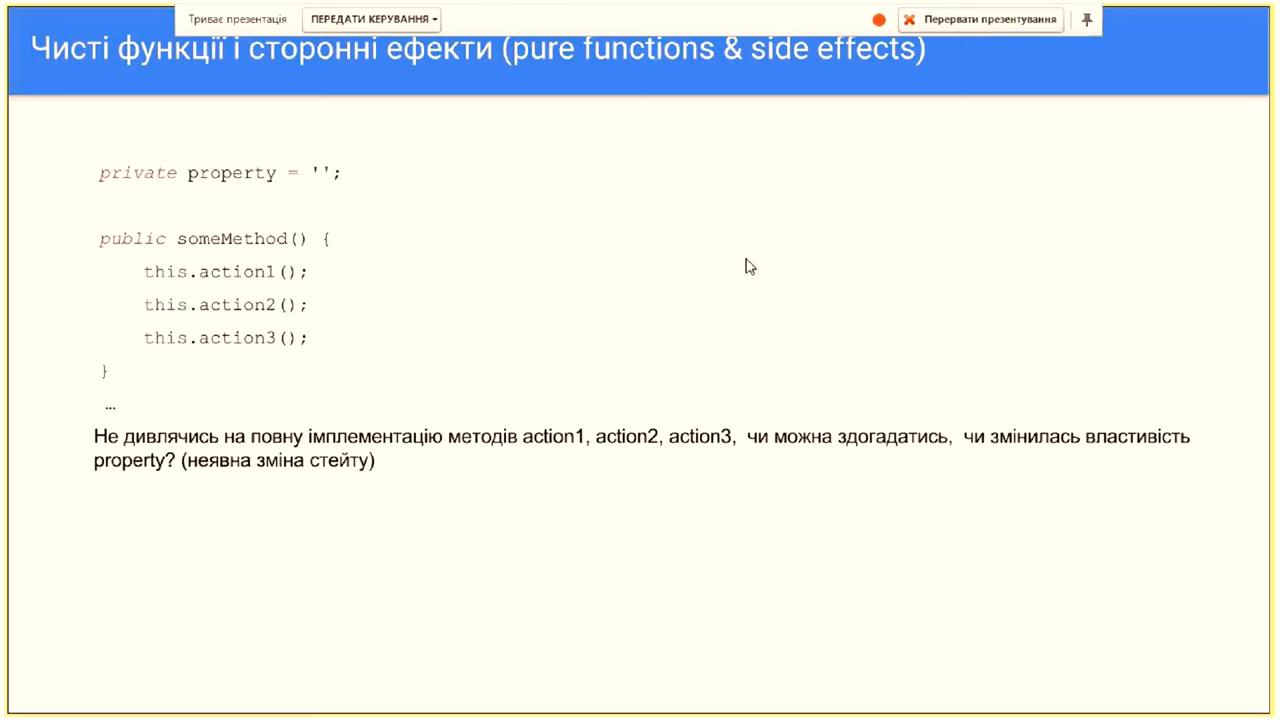 Триває презентація
ПЕРЕДАТИ КЕРУВАННЯ
Перервати презентування
Чисті функції і сторонні ефекти (pure functions & side effects)
private property = '';
public someMethod() {
this.action1();
this.action2();
this.action3();
}
…
Не дивлячись на повну імплементацію методів action1, action2, action3, чи можна здогадатись, чи змінилась властивість
property? (неявна зміна стейту)